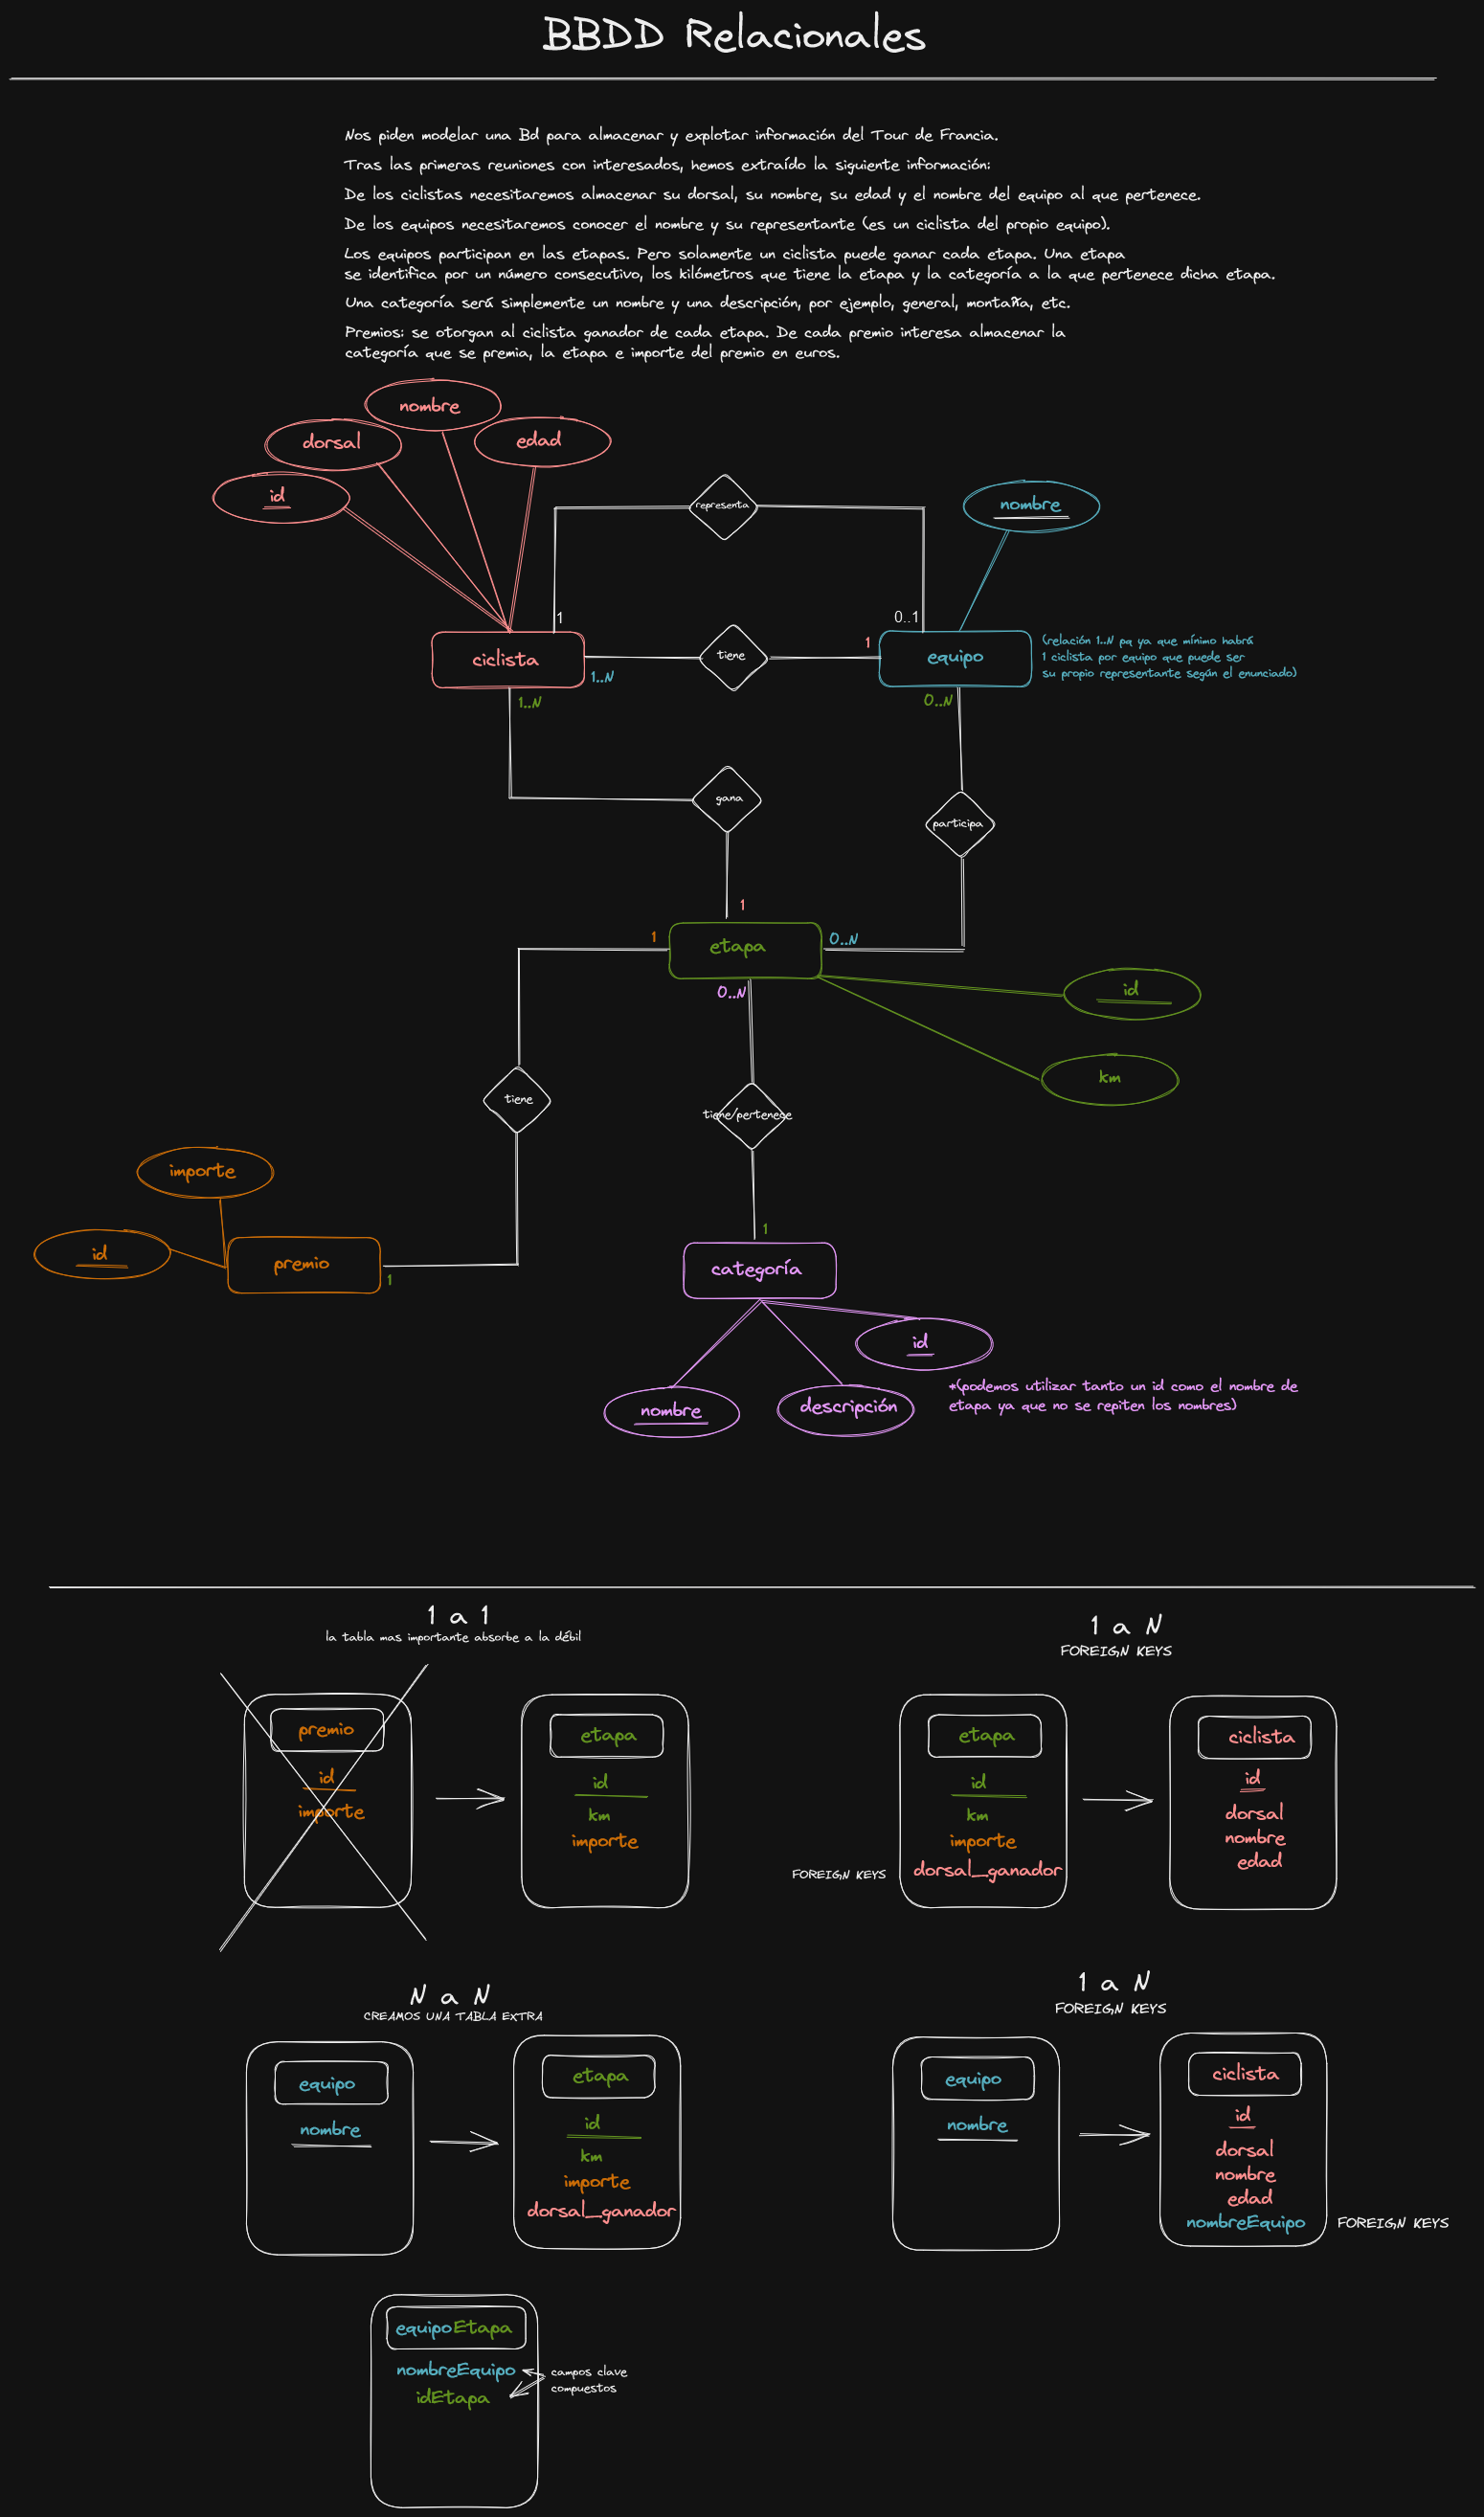 BBDD Relacionales
Nos piden modelar una Bd para almacenar y explotar información del Tour de Francia.
Tras las primeras reuniones con interesados, hemos extraído la siguiente información:
De los ciclistas necesitaremos almacenar su dorsal, su nombre, su edad y el nombre del equipo al que pertenece.
De los equipos necesitaremos conocer el nombre y su representante (es un ciclista del propio equipo).
Los equipos participan en las etapas. Pero solamente un ciclista puede ganar cada etapa. Una etapa
se identifica por un número consecutivo, los kilómetros que tiene la etapa y la categoría a la que pertenece dicha etapa.
Una categoría será simplemente un nombre y una descripción, por ejemplo, general, montaña, etc.
Premios: se otorgan al ciclista ganador de cada etapa. De cada premio interesa almacenar la
categoría que se premia, la etapa e importe del premio en euros.
nombre
dorsal
edad
id
representa
nombre
1
0..1
ciclista
1..N
tiene
1
equipo
(relación 1..N pq ya que mínimo habrá
1 ciclista por equipo que puede ser
su propio representante según el enunciado)
1..N
0..N
gana
participa
1
1
etapa
0..N
0..N
id
km
tiene
tiene/pertenece
importe
id
premio
1
1
categoría
id
nombre
descripción
*(podemos utilizar tanto un id como el nombre de
etapa ya que no se repiten los nombres)
1 a 1
la tabla mas importante absorbe a la débil
premio
id
importe
etapa
id
km
importe
1 a N
FOREIGN KEYS
etapa
id
km
importe
FOREIGN KEYS
dorsal_ganador
ciclista
id
dorsal
nombre
edad
N a N
CREAMOS UNA TABLA EXTRA
equipo
nombre
etapa
id
km
importe
dorsal_ganador
1 a N
FOREIGN KEYS
equipo
nombre
ciclista
id
dorsal
nombre
edad
nombreEquipo
FOREIGN KEYS
equipoEtapa
nombreEquipo
idEtapa
campos clave
compuestos